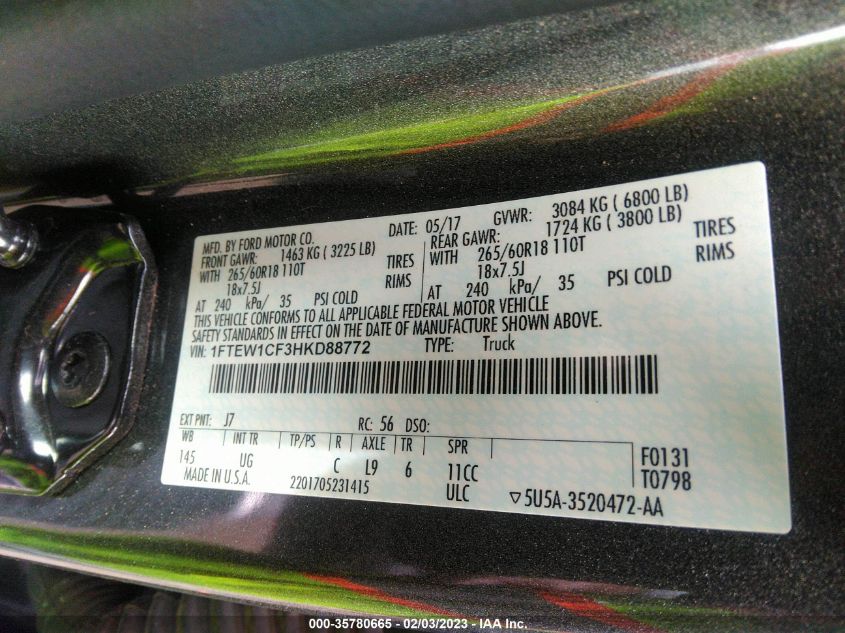 MFD. BY FORD MOTOR CO.
DATE: 05/17 GVWR: 3084 KG ( 6800 LB)
FRONT GAWR: 1463 KG ( 3225 LB)
REAR GAWR: 1724 KG ( 3800 LB)
WITH 265/60R18 110T TIRES
WITH 265/60R18 110T TIRES
18x7.5J RIMS
18x7.5J RIMS
AT 240 kPa/ 35 PSI COLD
AT 240 kPa/ 35 PSI COLD
THIS VEHICLE CONFORMS TO ALL APPLICABLE FEDERAL MOTOR VEHICLE
SAFETY STANDARDS IN EFFECT ON THE DATE OF MANUFACTURE SHOWN ABOVE.
VIN: 1FTEW1CF3HKD88772 TYPE: Truck
EXT PNT: J7 RC: 56 DSO:
WB INT TR TP/PS R AXLE TR SPR
145 UG C L9 6 11CC
F0131
T0798
MADE IN U.S.A. 2201705231415 ULC ▽5U5A-3520472-AA
000-35780665 - 02/03/2023 - IAA Inc.